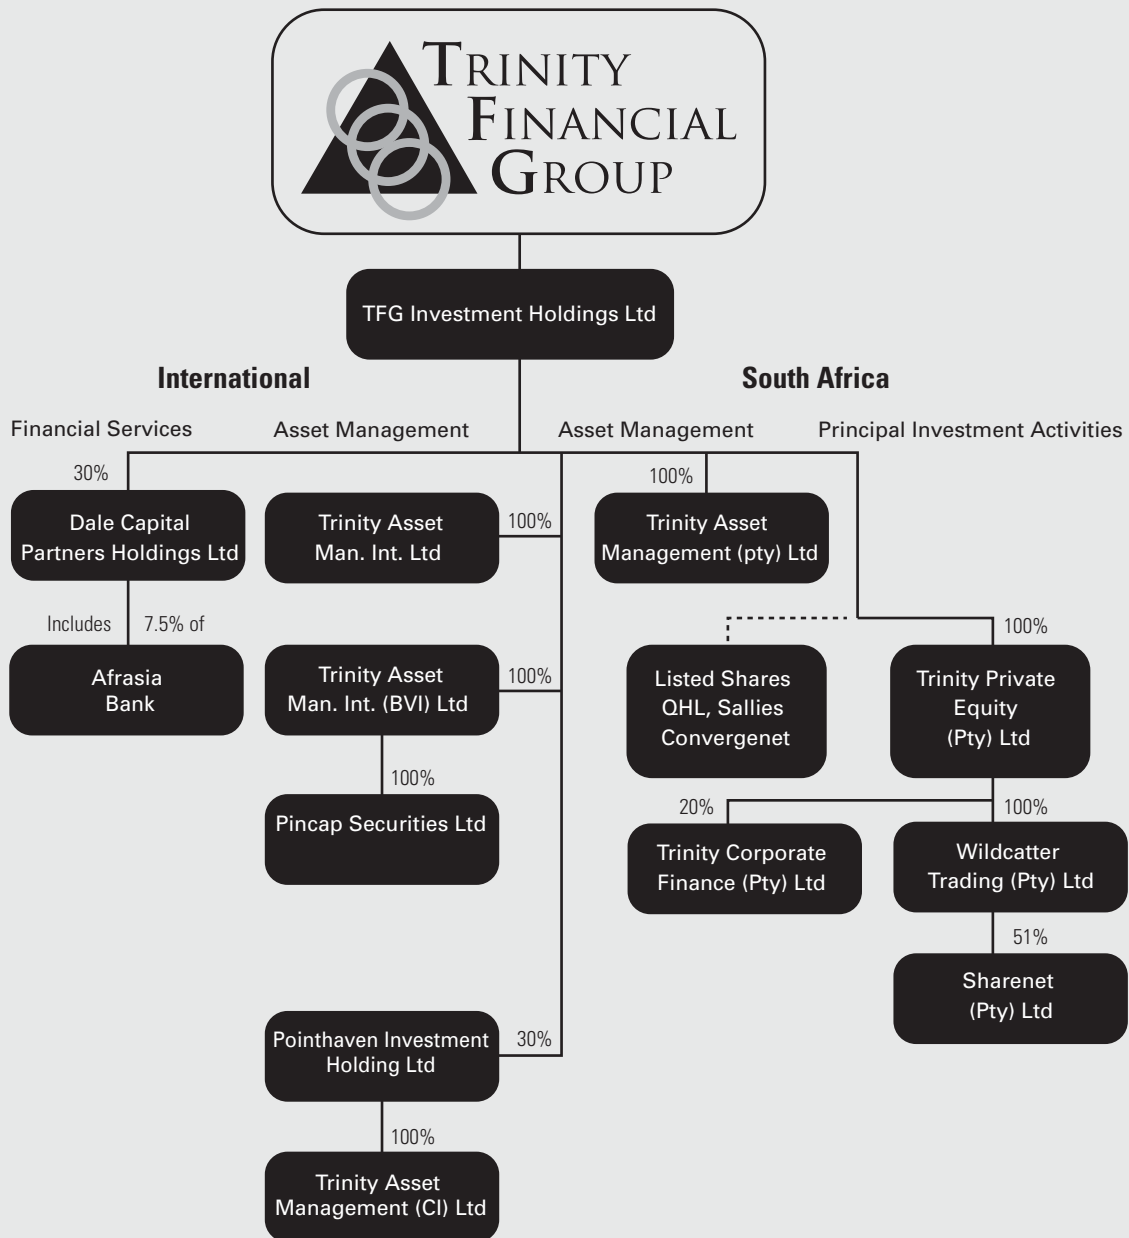 TRINITY
FINANCIAL
GROUP
TFG Investment Holdings Ltd
International
South Africa
Financial Services
Asset Management
Asset Management
Principal Investment Activities
30%
Dale Capital
Partners Holdings Ltd
Includes 7.5% of
Afrasia
Bank
Trinity Asset
Man. Int. Ltd
100%
Trinity Asset
Man. Int. (BVI) Ltd
100%
100%
Pincap Securities Ltd
Pointhaven Investment
Holding Ltd
30%
100%
Trinity Asset
Management (CI) Ltd
100%
Trinity Asset
Management (pty) Ltd
Listed Shares
QHL, Sallies
Convergenet
100%
Trinity Private
Equity
(Pty) Ltd
20%
Trinity Corporate
Finance (Pty) Ltd
100%
Wildcatter
Trading (Pty) Ltd
51%
Sharenet
(Pty) Ltd